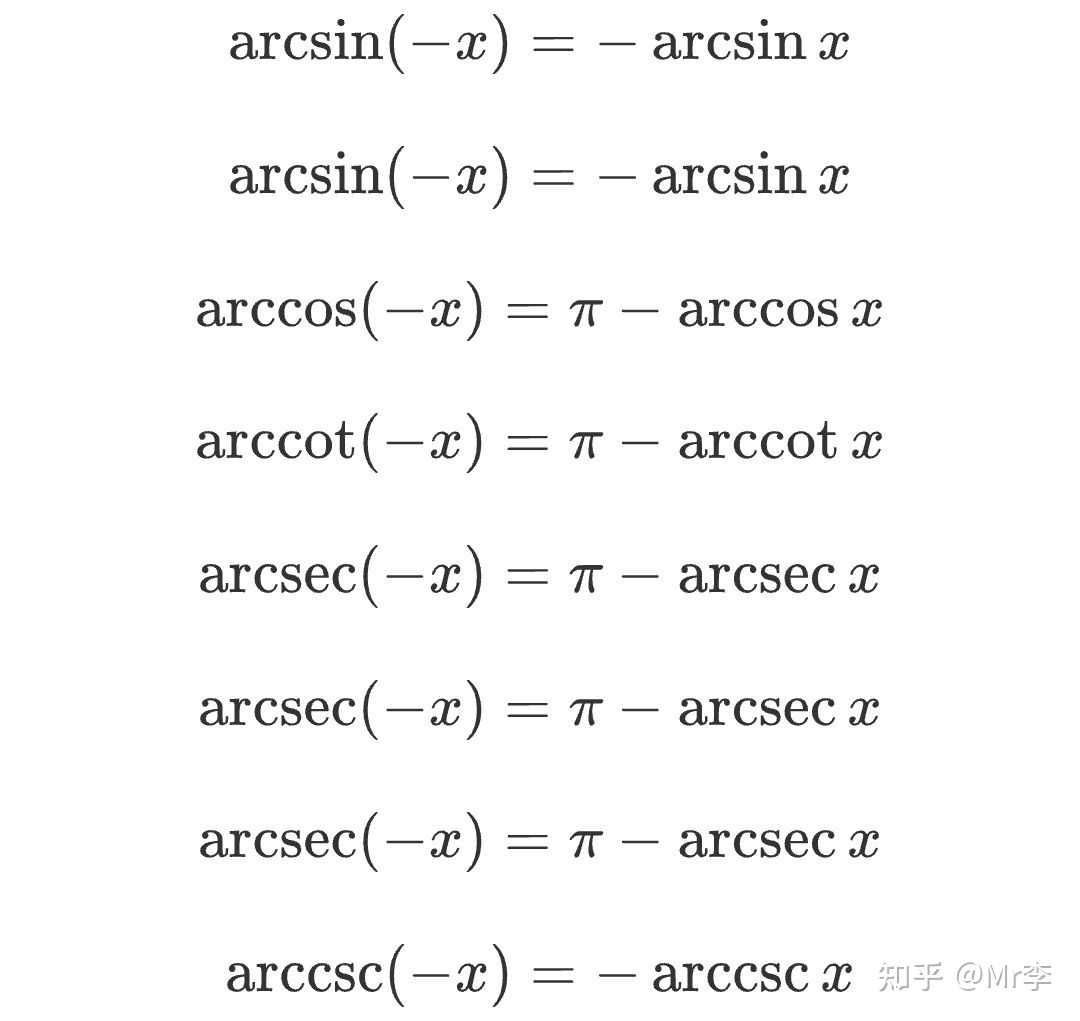 arcsin(−x) = − arcsin x
arcsin(−x) = − arcsin x
arccos(−x) = π − arccos x
arccot(−x) = π − arccot x
arcsec(−x) = π − arcsec x
arcsec(−x) = π − arcsec x
arcsec(−x) = π − arcsec x
arccsc(−x) = − arccsc x
知乎 @Mr李